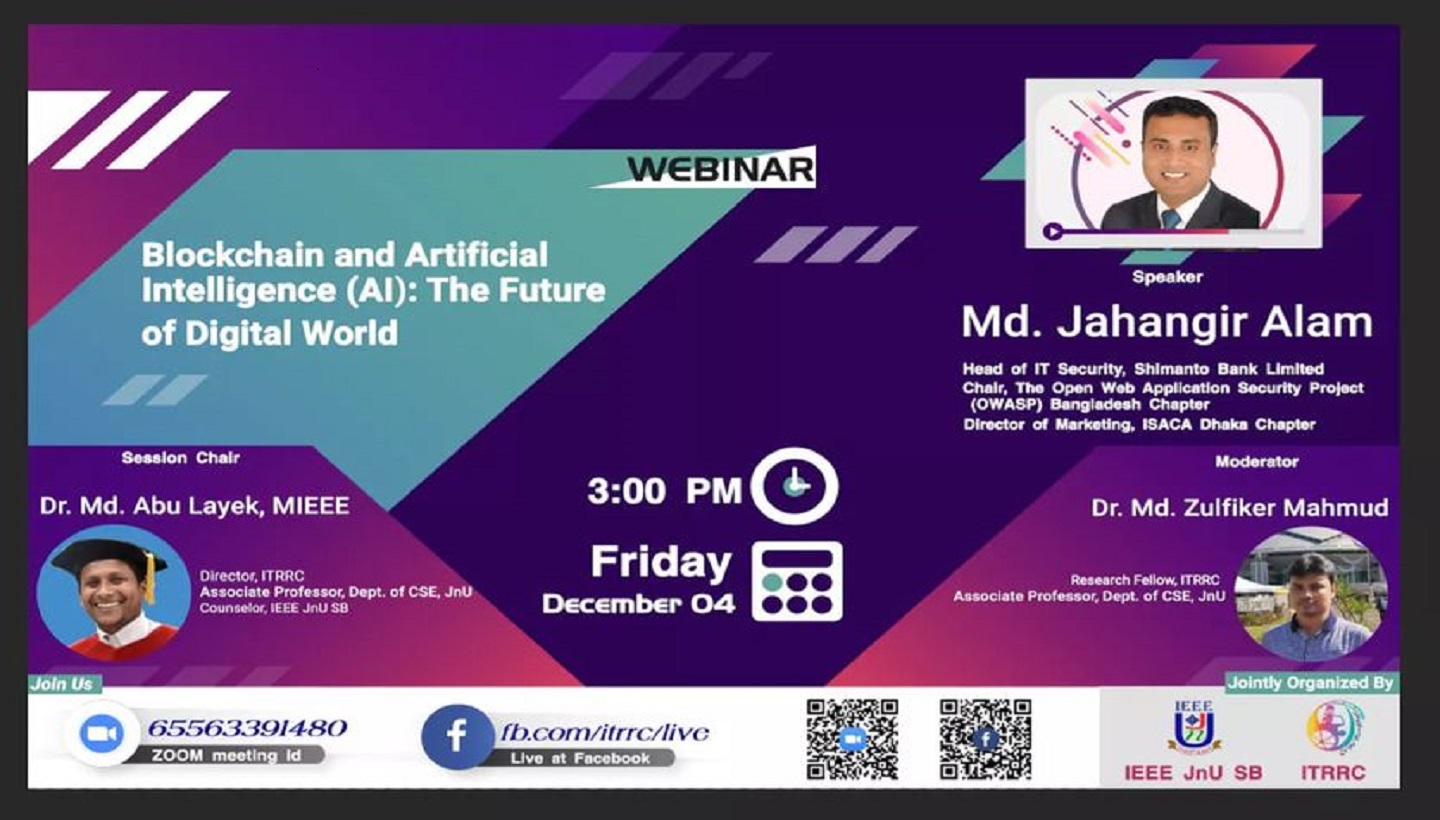 WEBINAR
Blockchain and Artificial
Intelligence (AI): The Future
of Digital World
Speaker
Md. Jahangir Alam
Head of IT Security, Shimanto Bank Limited
Chair, The Open Web Application Security Project
(OWASP) Bangladesh Chapter
Director of Marketing, ISACA Dhaka Chapter
Session Chair
Dr. Md. Abu Layek, MIEEE
Director, ITRRC
Associate Professor, Dept. of CSE, JnU
Counselor, IEEE JnU SB
3:00 PM
Friday
December 04
Moderator
Dr. Md. Zulfiker Mahmud
Research Fellow, ITRRC
Associate Professor, Dept. of CSE, JnU
Join Us
65563391480
ZOOM meeting id
fb.com/itrrc/live
Live at Facebook
Jointly Organized By
IEEE
IEEE JnU SB
ITRRC